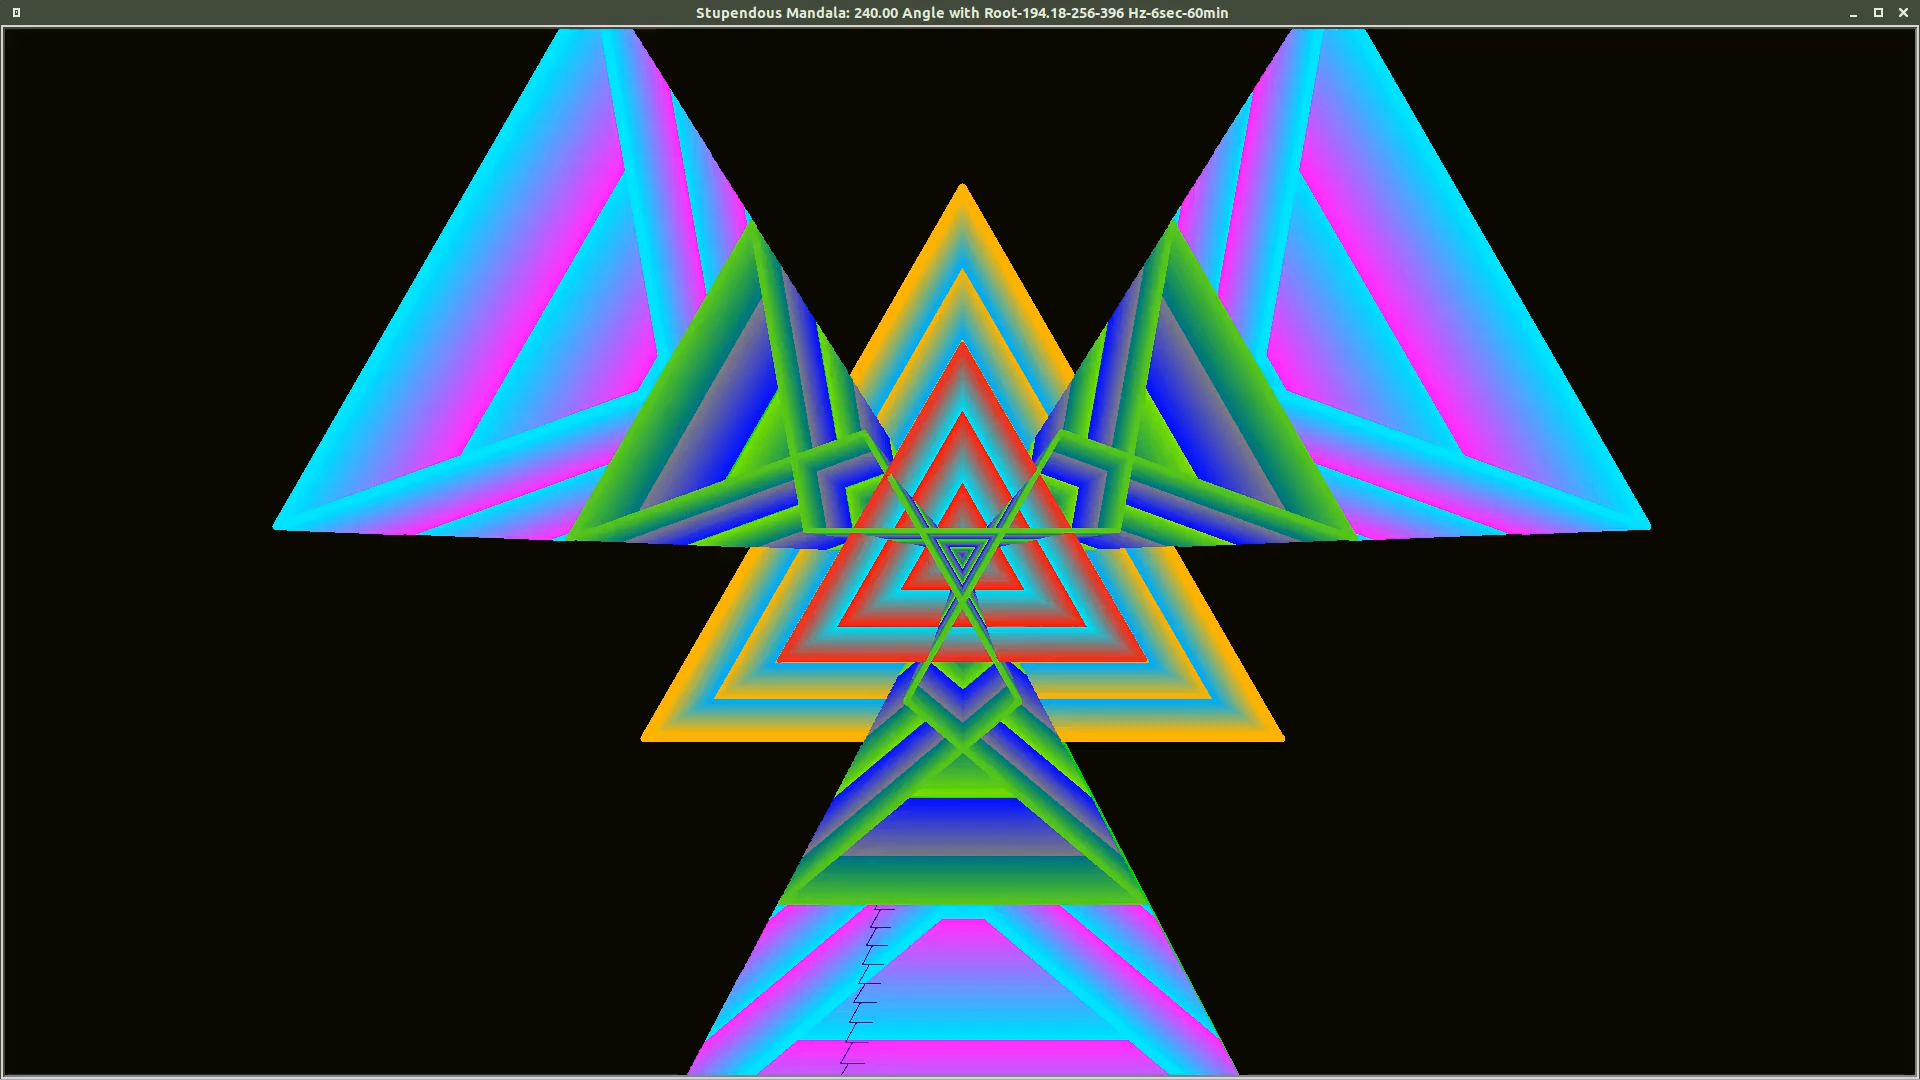 Stupendous Mandala: 240.00 Angle with Root-194.18-256-396 Hz-6sec-60min